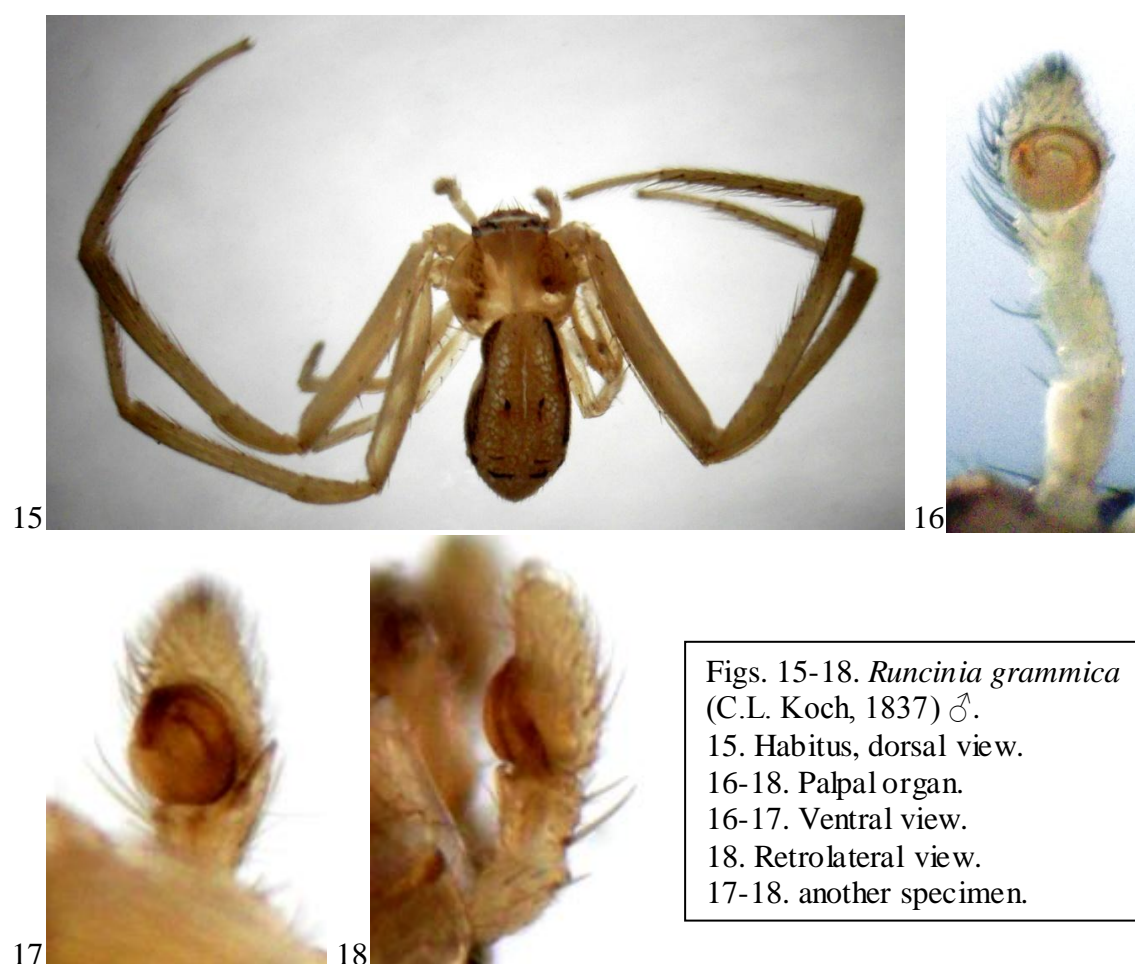 15
16
17
18
Figs. 15-18. Runcinia grammica
(C.L. Koch, 1837) ♂.
15. Habitus, dorsal view.
16-18. Palpal organ.
16-17. Ventral view.
18. Retrolateral view.
17-18. another specimen.